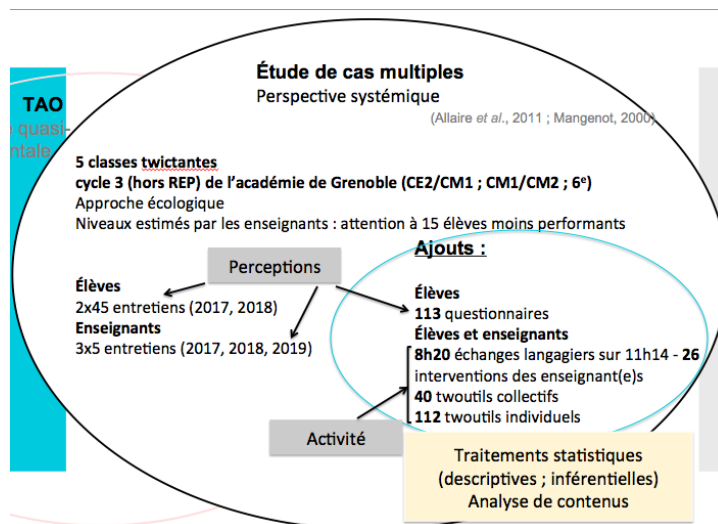 Étude de cas multiples
Perspective systémique
(Allaire et al., 2011 ; Mangenot, 2000)
TAO
quasi-
ntale
5 classes twictantes
cycle 3 (hors REP) de l'académie de Grenoble (CE2/CM1 ; CM1/CM2 ; 6e)
Approche écologique
Niveaux estimés par les enseignants : attention à 15 élèves moins performants
Perceptions
Élèves
2x45 entretiens (2017, 2018)
Enseignants
3x5 entretiens (2017, 2018, 2019)
Ajouts :
Élèves
113 questionnaires
Élèves et enseignants
8h20 échanges langagiers sur 11h14 - 26
interventions des enseignant(e)s
40 twoutils collectifs
112 twoutils individuels
Activité
Traitements statistiques
(descriptives ; inférentielles)
Analyse de contenus